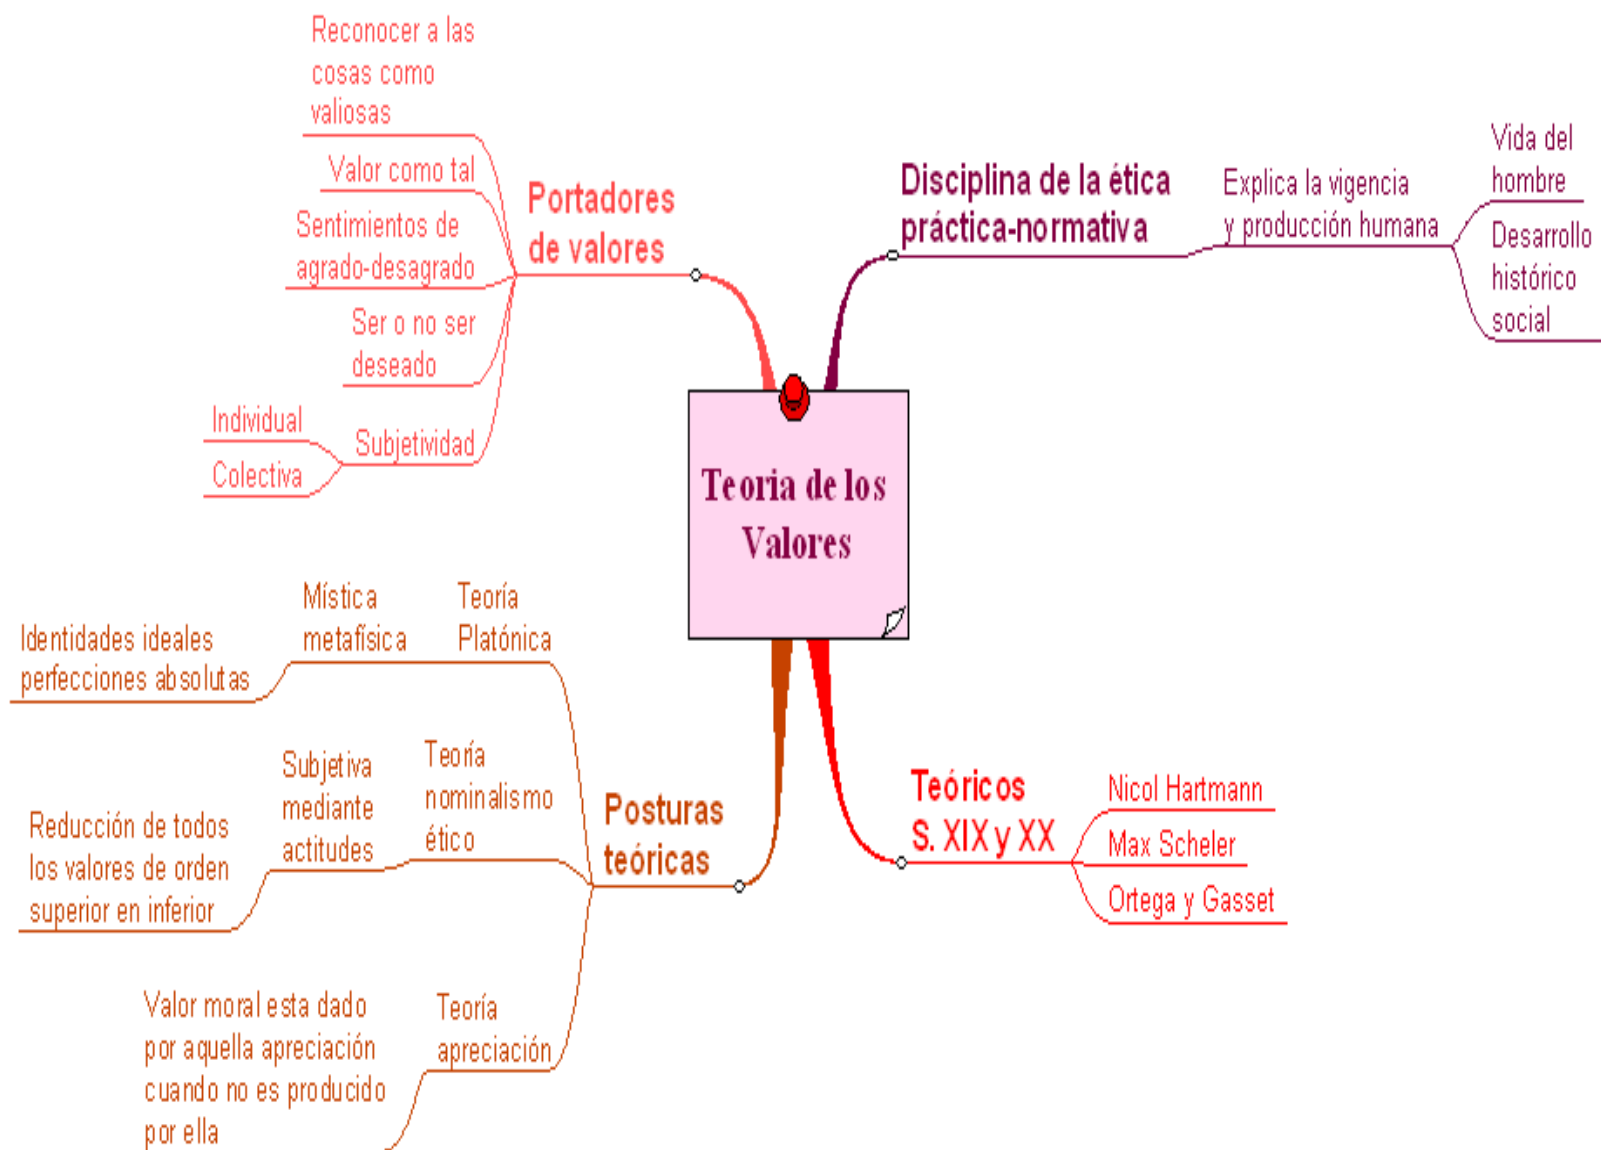 Teoria de los
Valores
Disciplina de la ética
práctica-normativa
Explica la vigencia
y producción humana
Vida del
hombre
Desarrollo
histórico
social
Teóricos
S. XIX y XX
Nicol Hartmann
Max Scheler
Ortega y Gasset
Portadores
de valores
Reconocer a las
cosas como
valiosas
Valor como tal
Sentimientos de
agrado-desagrado
Ser o no ser
deseado
Subjetividad
Individual
Colectiva
Posturas
teóricas
Teoría
Platónica
Mística
metafísica
Identidades ideales
perfecciones absolutas
Teoría
nominalismo
ético
Subjetiva
mediante
actitudes
Reducción de todos
los valores de orden
superior en inferior
Teoría
apreciación
Valor moral esta dado
por aquella apreciación
cuando no es producido
por ella